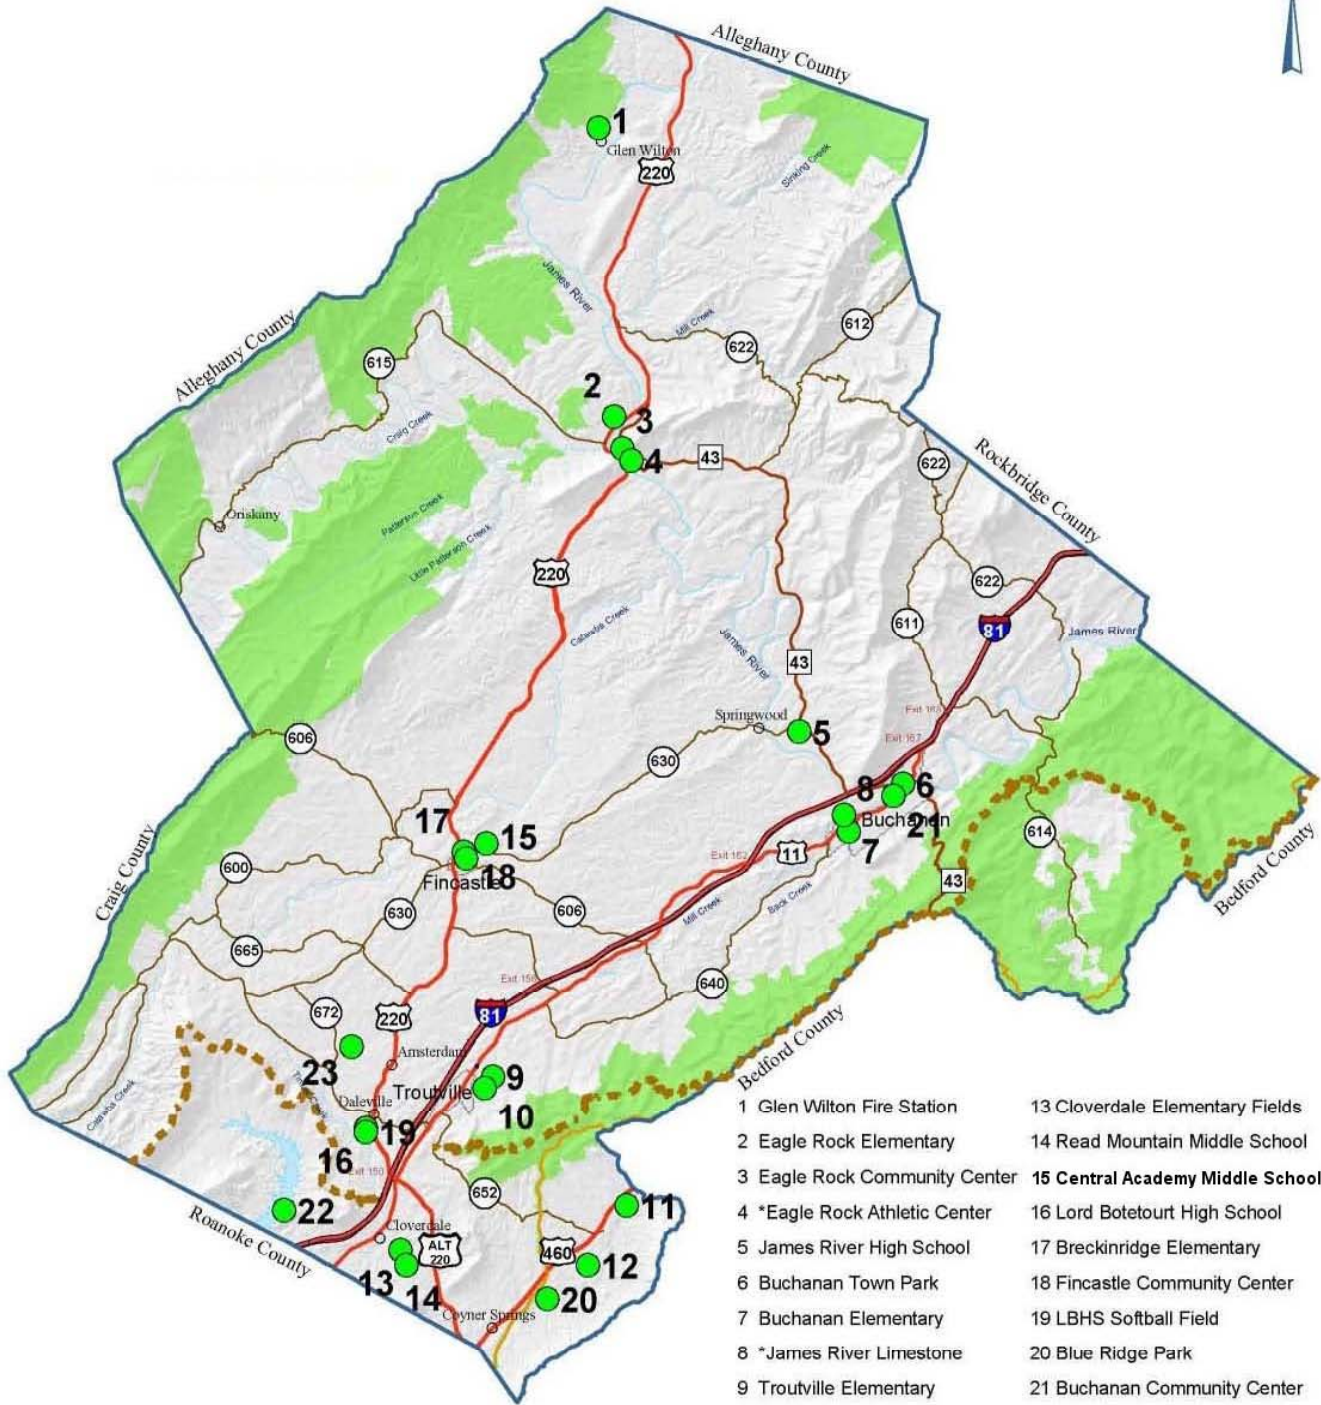 Alleghany County
1
Glen Wilton
220
Sinking Creek
James River
Mill Creek
612
622
Alleghany County
615
2
3
Craig Creek
4
43
622
Rockbridge County
Oriskany
Patterson Creek
Little Patterson Creek
220
622
Catawba Creek
611
81
James River
James River
43
606
Springwood
5
Exit 168
Exit 167
630
8
6
17
15
Buchanan
21
614
7
11
Exit 162
Craig County
600
Fincastle
18
43
Bedford County
630
606
Mill Creek
Back Creek
665
Exit 156
640
672
220
81
23
Amsterdam
Bedford County
Troutville
9
Tinker Creek
Daleville
10
Catawba Creek
19
16
Exit 150
652
22
11
Roanoke County
Cloverdale
ALT
220
460
12
13
14
20
Coyner Springs
1 Glen Wilton Fire Station
2 Eagle Rock Elementary
3 Eagle Rock Community Center
4 *Eagle Rock Athletic Center
5 James River High School
6 Buchanan Town Park
7 Buchanan Elementary
8 *James River Limestone
9 Troutville Elementary
13 Cloverdale Elementary Fields
14 Read Mountain Middle School
15 Central Academy Middle School
16 Lord Botetourt High School
17 Breckinridge Elementary
18 Fincastle Community Center
19 LBHS Softball Field
20 Blue Ridge Park
21 Buchanan Community Center